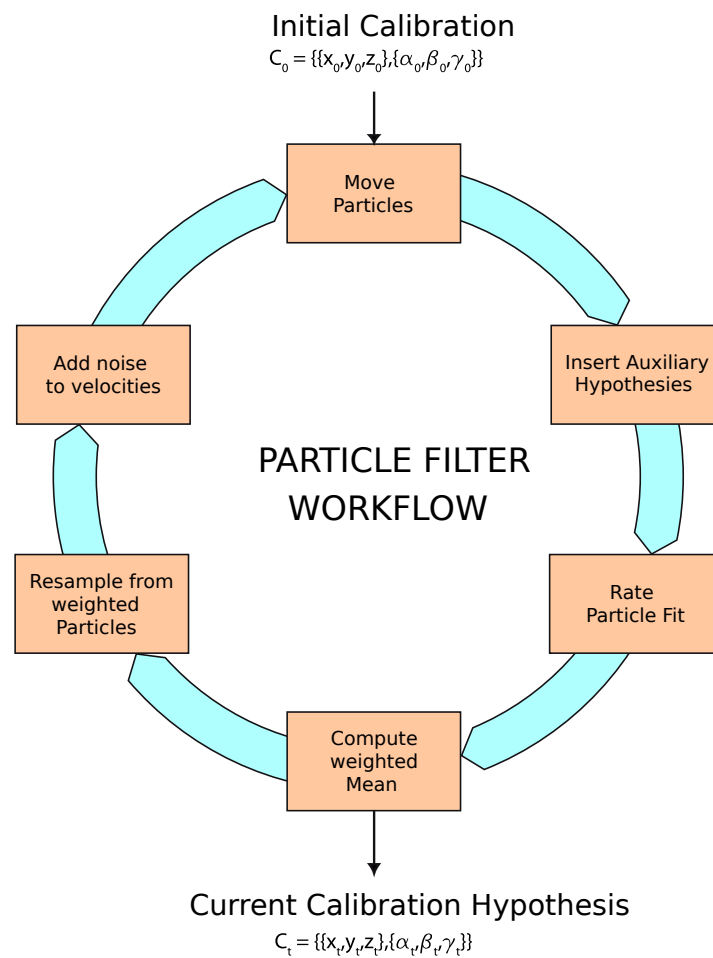 Initial Calibration
C₀ = {{x₀,y₀,z₀},{α₀,β₀,γ₀}}
Move
Particles
Insert Auxiliary
Hypothesies
Add noise
to velocities
PARTICLE FILTER
WORKFLOW
Resample from
weighted
Particles
Rate
Particle Fit
Compute
weighted
Mean
Current Calibration Hypothesis
Cₜ = {{xₜ,yₜ,zₜ},{αₜ,βₜ,γₜ}}